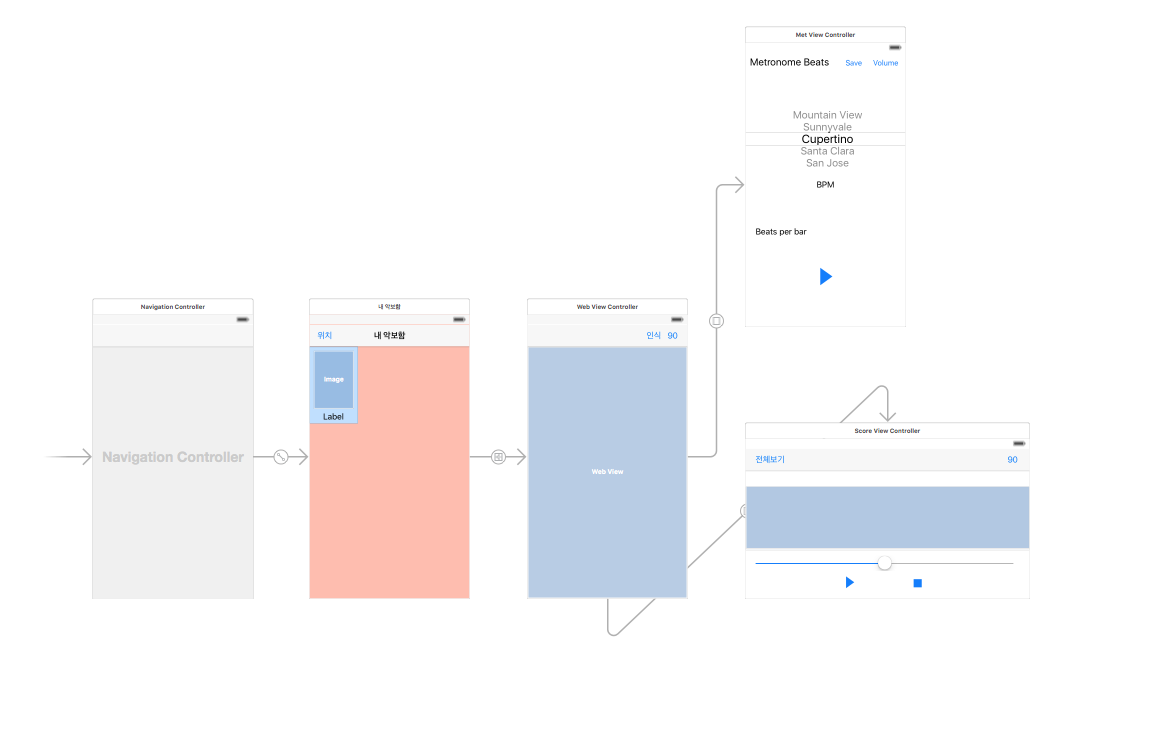 Met View Controller
Metronome Beats Save Volume
Mountain View
Sunnyvale
Cupertino
Santa Clara
San Jose
BPM
Beats per bar
Navigation Controller
Navigation Controller
내 악보함
위치 내 악보함
Image
Label
Web View Controller
인식 90
Web View
Score View Controller
전체보기 90